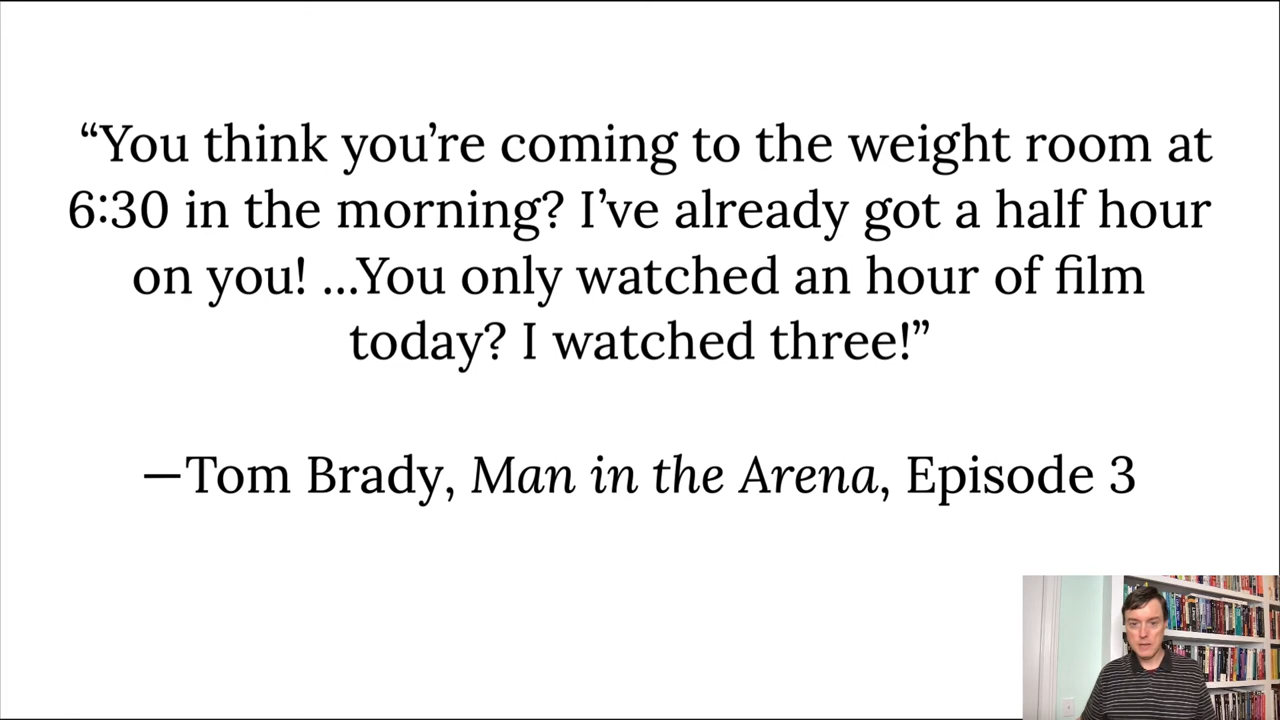 “You think you’re coming to the weight room at
6:30 in the morning? I’ve already got a half hour
on you! ...You only watched an hour of film
today? I watched three!”
—Tom Brady, Man in the Arena, Episode 3